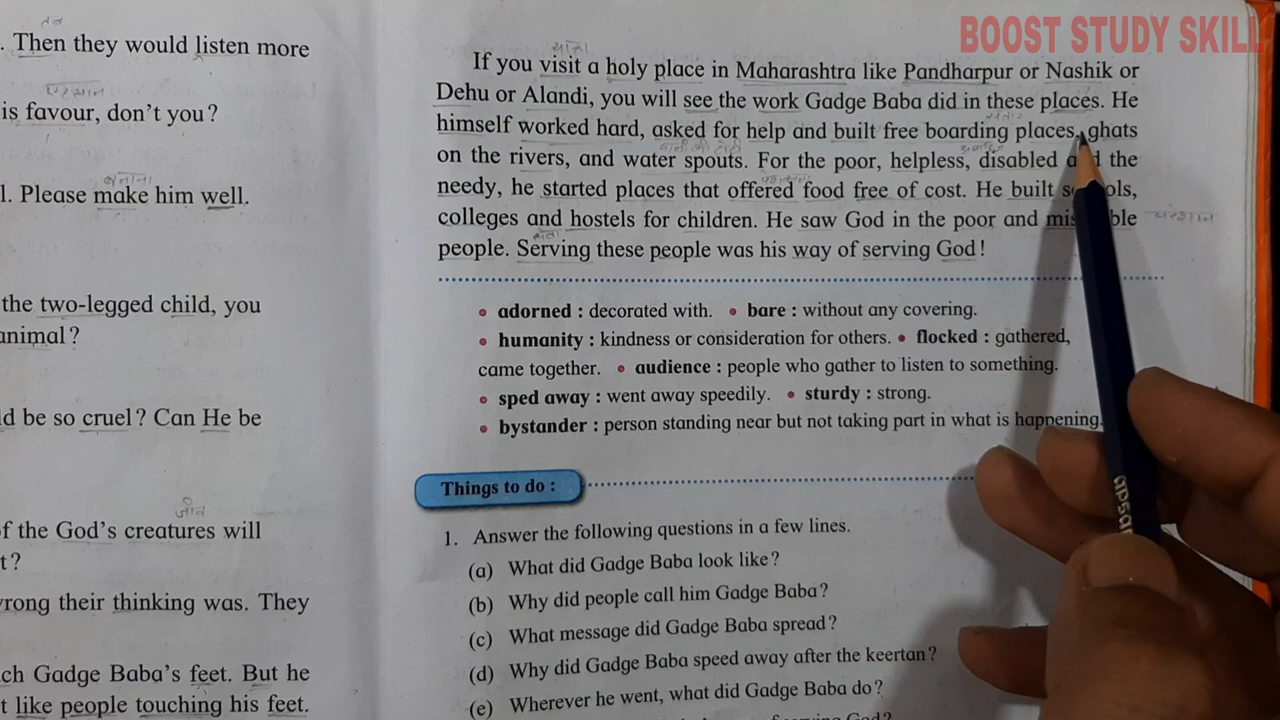 BOOST STUDY SKILL
. Then they would listen more
is favour, don't you?
l. Please make him well.
the two-legged child, you
animal?
d be so cruel? Can He be
of the God's creatures will
t?
wrong their thinking was. They
ch Gadge Baba's feet. But he
t like people touching his feet.
If you visit a holy place in Maharashtra like Pandharpur or Nashik or
Dehu or Alandi, you will see the work Gadge Baba did in these places. He
himself worked hard, asked for help and built free boarding places, ghats
on the rivers, and water spouts. For the poor, helpless, disabled and the
needy, he started places that offered food free of cost. He built schools,
colleges and hostels for children. He saw God in the poor and miserable
people. Serving these people was his way of serving God!
• adorned : decorated with. • bare : without any covering.
• humanity : kindness or consideration for others. • flocked : gathered,
came together. • audience : people who gather to listen to something.
• sped away : went away speedily. • sturdy : strong.
• bystander : person standing near but not taking part in what is happening.
Things to do :
1. Answer the following questions in a few lines.
(a) What did Gadge Baba look like?
(b) Why did people call him Gadge Baba?
(c) What message did Gadge Baba spread?
(d) Why did Gadge Baba speed away after the keertan?
(e) Wherever he went, what did Gadge Baba do?
God?
apsara
परेशान